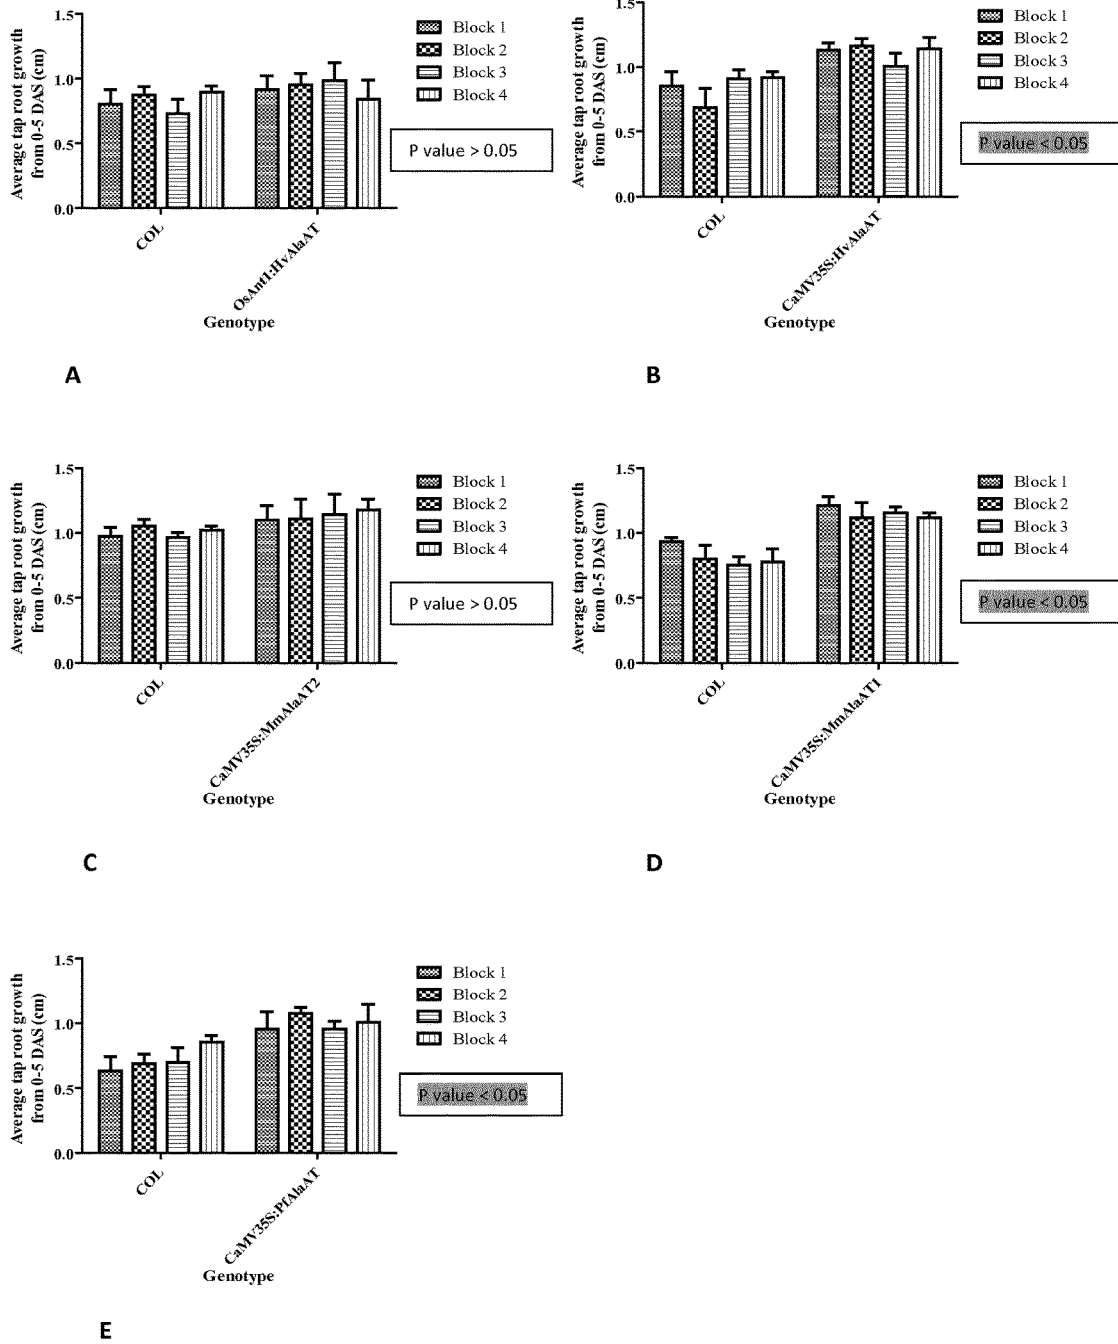 Average tap root growth
from 0-5 DAS (cm)
1.5
1.0
0.5
0.0
Block 1
Block 2
Block 3
Block 4
P value > 0.05
COL
OsAnt1:HvAlaAT
Genotype
A
Average tap root growth
from 0-5 DAS (cm)
1.5
1.0
0.5
0.0
Block 1
Block 2
Block 3
Block 4
P value < 0.05
COL
CaMV35S:HvAlaAT
Genotype
B
Average tap root growth
from 0-5 DAS (cm)
1.5
1.0
0.5
0.0
Block 1
Block 2
Block 3
Block 4
P value > 0.05
COL
CaMV35S:MmAlaAT2
Genotype
C
Average tap root growth
from 0-5 DAS (cm)
1.5
1.0
0.5
0.0
Block 1
Block 2
Block 3
Block 4
P value < 0.05
COL
CaMV35S:MmAlaAT1
Genotype
D
Average tap root growth
from 0-5 DAS (cm)
1.5
1.0
0.5
0.0
Block 1
Block 2
Block 3
Block 4
P value < 0.05
COL
CaMV35S:PfAlaAT
Genotype
E